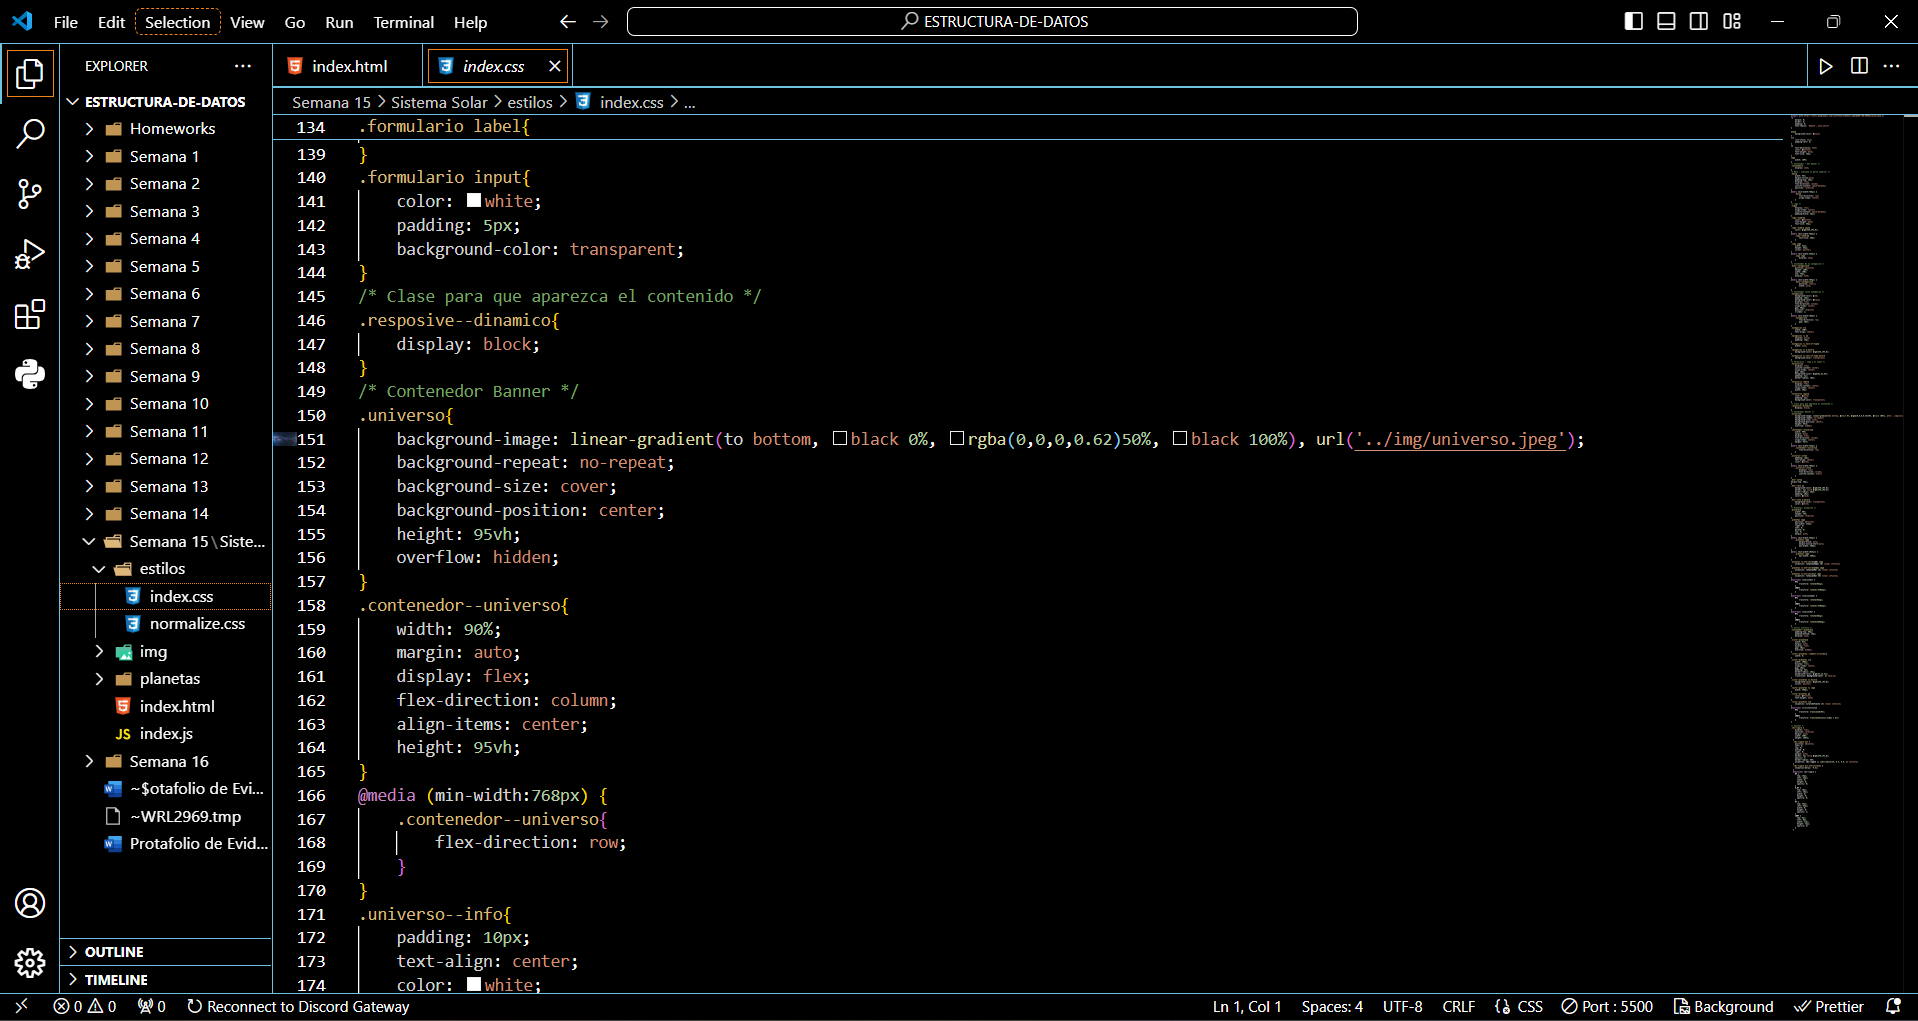 File Edit Selection View Go Run Terminal Help
ESTRUCTURA-DE-DATOS
EXPLORER
index.html
index.css
ESTRUCTURA-DE-DATOS
Homeworks
Semana 1
Semana 2
Semana 3
Semana 4
Semana 5
Semana 6
Semana 7
Semana 8
Semana 9
Semana 10
Semana 11
Semana 12
Semana 13
Semana 14
Semana 15\Siste...
estilos
index.css
normalize.css
img
planetas
index.html
JS index.js
Semana 16
~$otafolio de Evi...
~WRL2969.tmp
Protafolio de Evid...
OUTLINE
TIMELINE
Semana 15 > Sistema Solar > estilos > index.css > ...
134 .formulario label{
139 }
140 .formulario input{
141 color: white;
142 padding: 5px;
143 background-color: transparent;
144 }
145 /* Clase para que aparezca el contenido */
146 .resposive--dinamico{
147 display: block;
148 }
149 /* Contenedor Banner */
150 .universo{
151 background-image: linear-gradient(to bottom, black 0%, rgba(0,0,0,0.62)50%, black 100%), url('../img/universo.jpeg');
152 background-repeat: no-repeat;
153 background-size: cover;
154 background-position: center;
155 height: 95vh;
156 overflow: hidden;
157 }
158 .contenedor--universo{
159 width: 90%;
160 margin: auto;
161 display: flex;
162 flex-direction: column;
163 align-items: center;
164 height: 95vh;
165 }
166 @media (min-width:768px) {
167 .contenedor--universo{
168 flex-direction: row;
169 }
170 }
171 .universo--info{
172 padding: 10px;
173 text-align: center;
174 color: white;
0 0 0 Reconnect to Discord Gateway
Ln 1, Col 1 Spaces: 4 UTF-8 CRLF {} CSS Port : 5500 Background Prettier